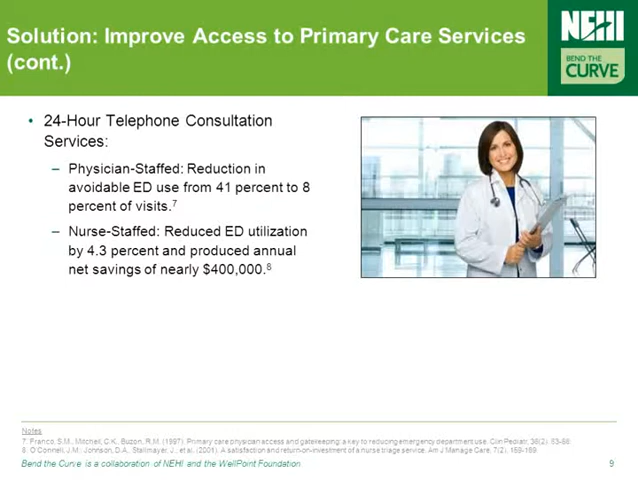 Solution: Improve Access to Primary Care Services
(cont.)
NEHI
BEND THE
CURVE
• 24-Hour Telephone Consultation
Services:
– Physician-Staffed: Reduction in
avoidable ED use from 41 percent to 8
percent of visits.7
– Nurse-Staffed: Reduced ED utilization
by 4.3 percent and produced annual
net savings of nearly $400,000.8
Notes
7. Franco, S.M., Mitchell, C.K., Buzon, R.M. (1997). Primary care physician access and gatekeeping: a key to reducing emergency department use. Clin Pediatr, 36(2), 63-68.
8. O'Connell, J.M.; Johnson, D.A., Stallmayer, J., et al. (2001). A satisfaction and return-on-investment of a nurse triage service. Am J Manage Care, 7(2), 159-169.
Bend the Curve is a collaboration of NEHI and the WellPoint Foundation
9